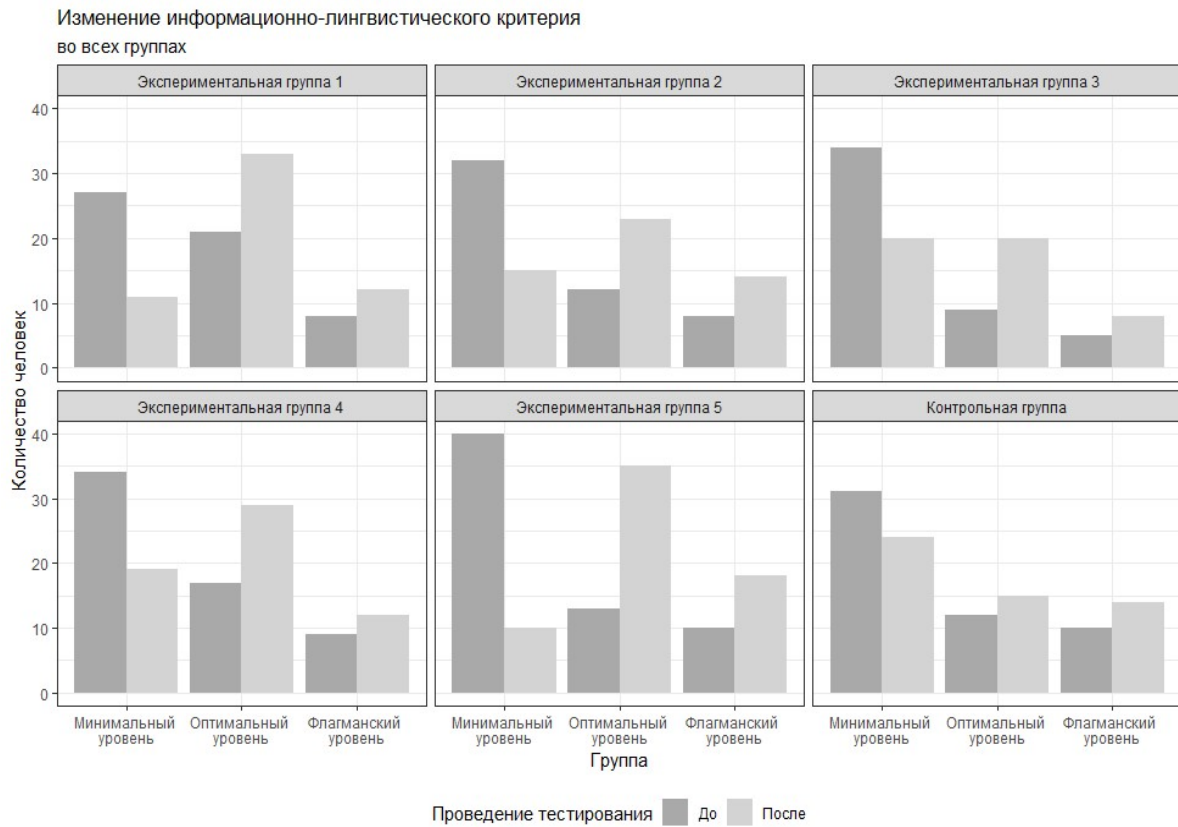 Изменение информационно-лингвистического критерия
во всех группах
Экспериментальная группа 1
Экспериментальная группа 2
Экспериментальная группа 3
40
30
20
10
0
Экспериментальная группа 4
Экспериментальная группа 5
Контрольная группа
40
30
20
10
0
Количество человек
Минимальный
уровень
Оптимальный
уровень
Флагманский
уровень
Минимальный
уровень
Оптимальный
уровень
Флагманский
уровень
Минимальный
уровень
Оптимальный
уровень
Флагманский
уровень
Группа
Проведение тестирования До После